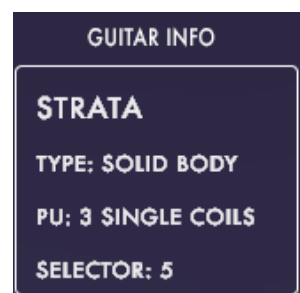 GUITAR INFO
STRATA
TYPE: SOLID BODY
PU: 3 SINGLE COILS
SELECTOR: 5